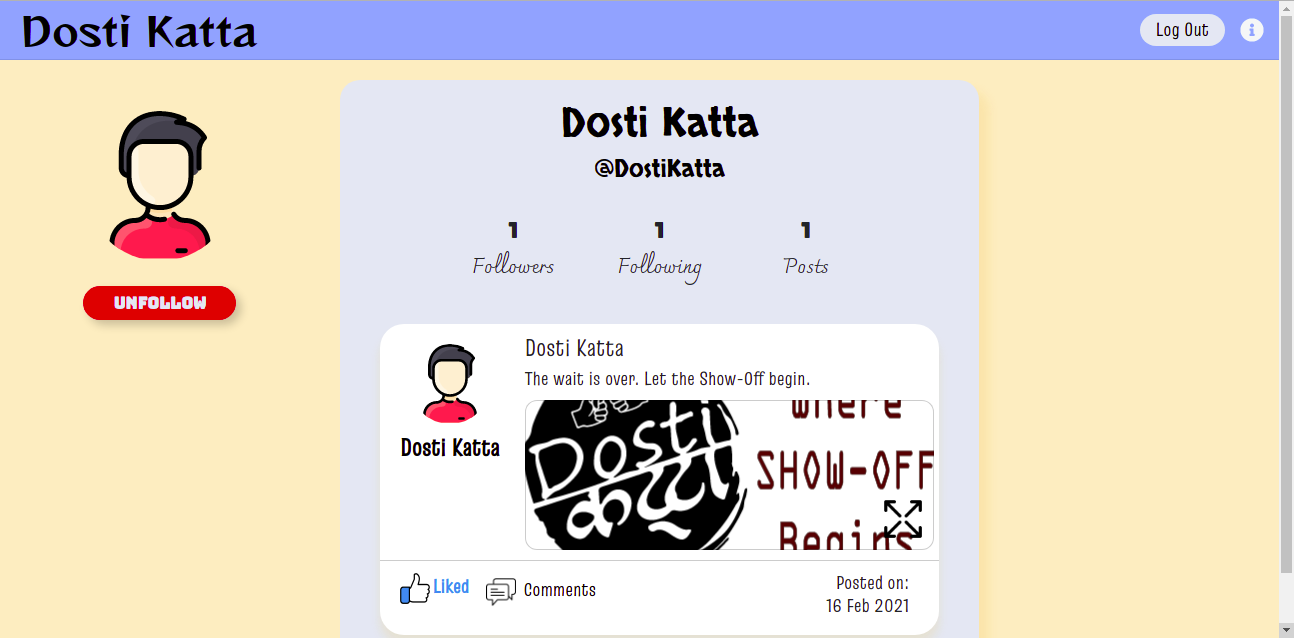 Dosti Katta
Log Out
Dosti Katta
@DostiKatta
1
1
1
Followers
Following
Posts
UNFOLLOW
Dosti Katta
The wait is over. Let the Show-Off begin.
Dosti Katta
Dosti
कट्टा
Where
SHOW-OFF
Begins
Liked
Comments
Posted on:
16 Feb 2021